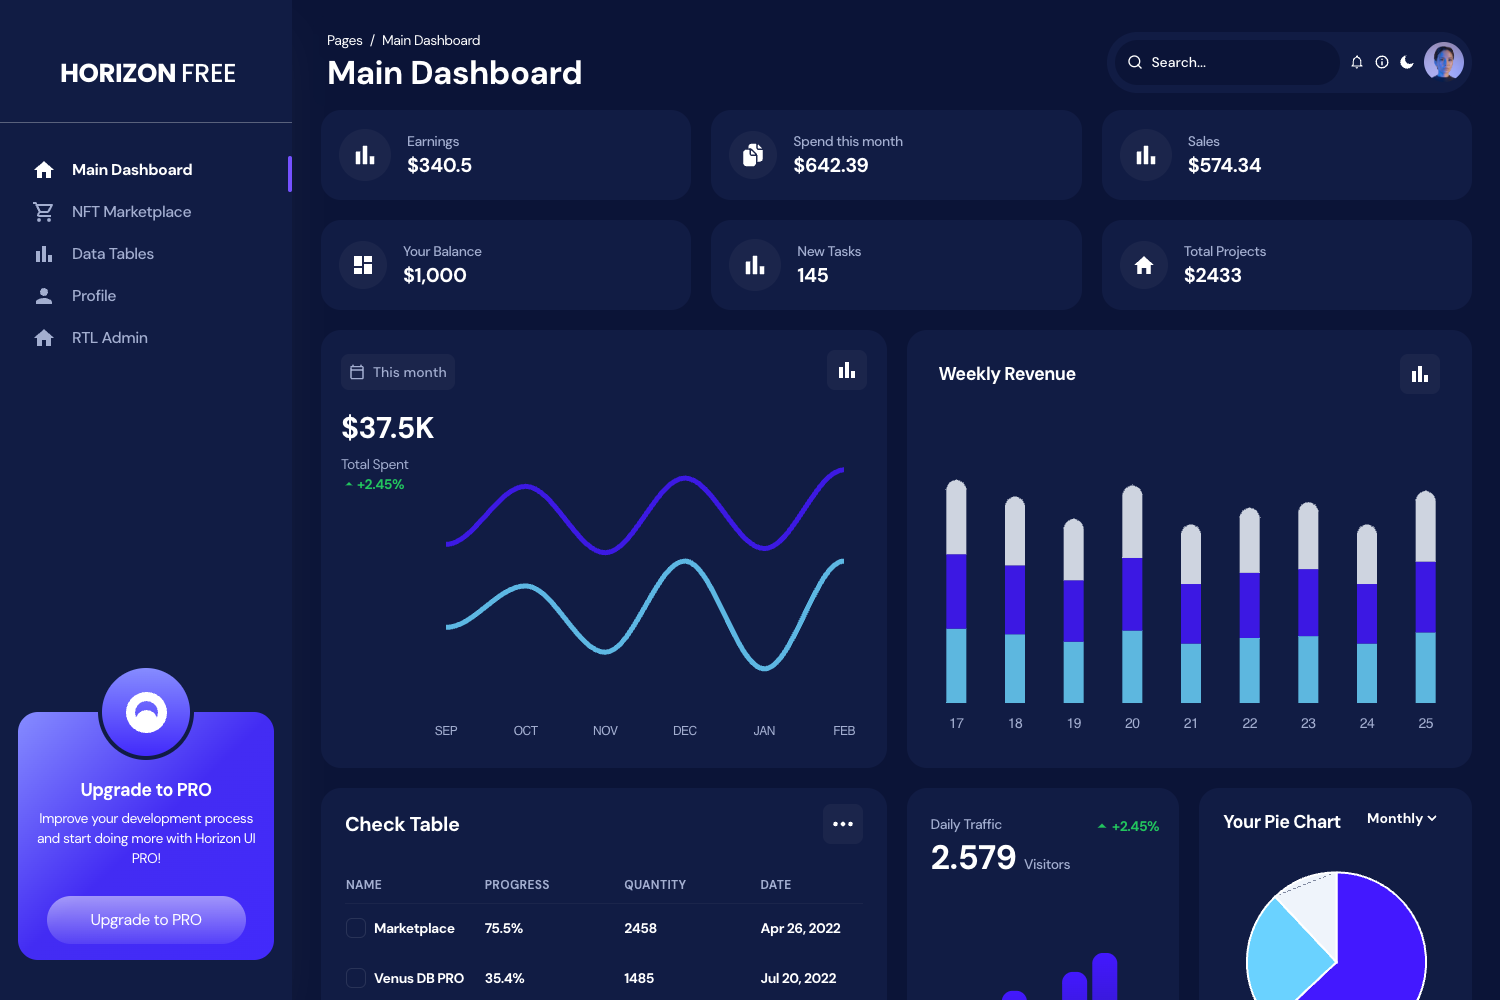 HORIZON FREE
Main Dashboard
NFT Marketplace
Data Tables
Profile
RTL Admin
Upgrade to PRO
Improve your development process
and start doing more with Horizon UI
PRO!
Upgrade to PRO
Pages / Main Dashboard
Main Dashboard
Search...
Earnings
$340.5
Spend this month
$642.39
Sales
$574.34
Your Balance
$1,000
New Tasks
145
Total Projects
$2433
This month
$37.5K
Total Spent
+2.45%
SEP OCT NOV DEC JAN FEB
Weekly Revenue
17 18 19 20 21 22 23 24 25
Check Table
NAME PROGRESS QUANTITY DATE
Marketplace 75.5% 2458 Apr 26, 2022
Venus DB PRO 35.4% 1485 Jul 20, 2022
Daily Traffic
+2.45%
2.579 Visitors
Your Pie Chart
Monthly